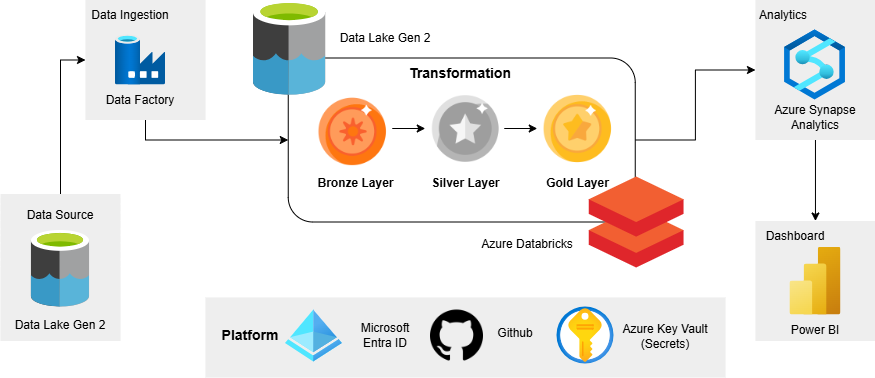 Data Ingestion
Data Factory
Data Lake Gen 2
Transformation
Bronze Layer
Silver Layer
Gold Layer
Azure Databricks
Analytics
Azure Synapse
Analytics
Data Source
Data Lake Gen 2
Dashboard
Power BI
Platform
Microsoft
Entra ID
Github
Azure Key Vault
(Secrets)